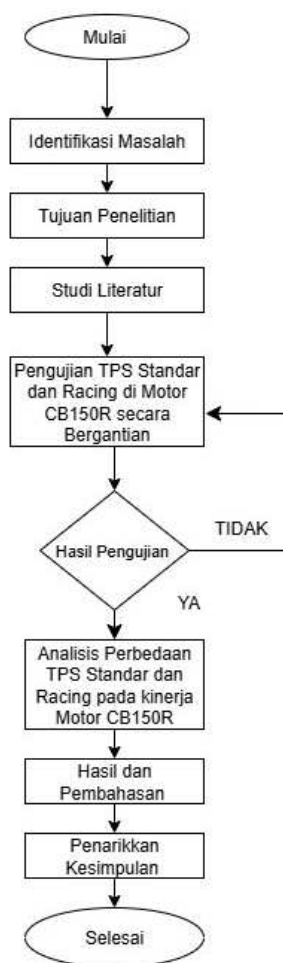 Mulai
Identifikasi Masalah
Tujuan Penelitian
Studi Literatur
Pengujian TPS Standar
dan Racing di Motor
CB150R secara
Bergantian
Hasil Pengujian
TIDAK
YA
Analisis Perbedaan
TPS Standar dan
Racing pada kinerja
Motor CB150R
Hasil dan
Pembahasan
Penarikkan
Kesimpulan
Selesai